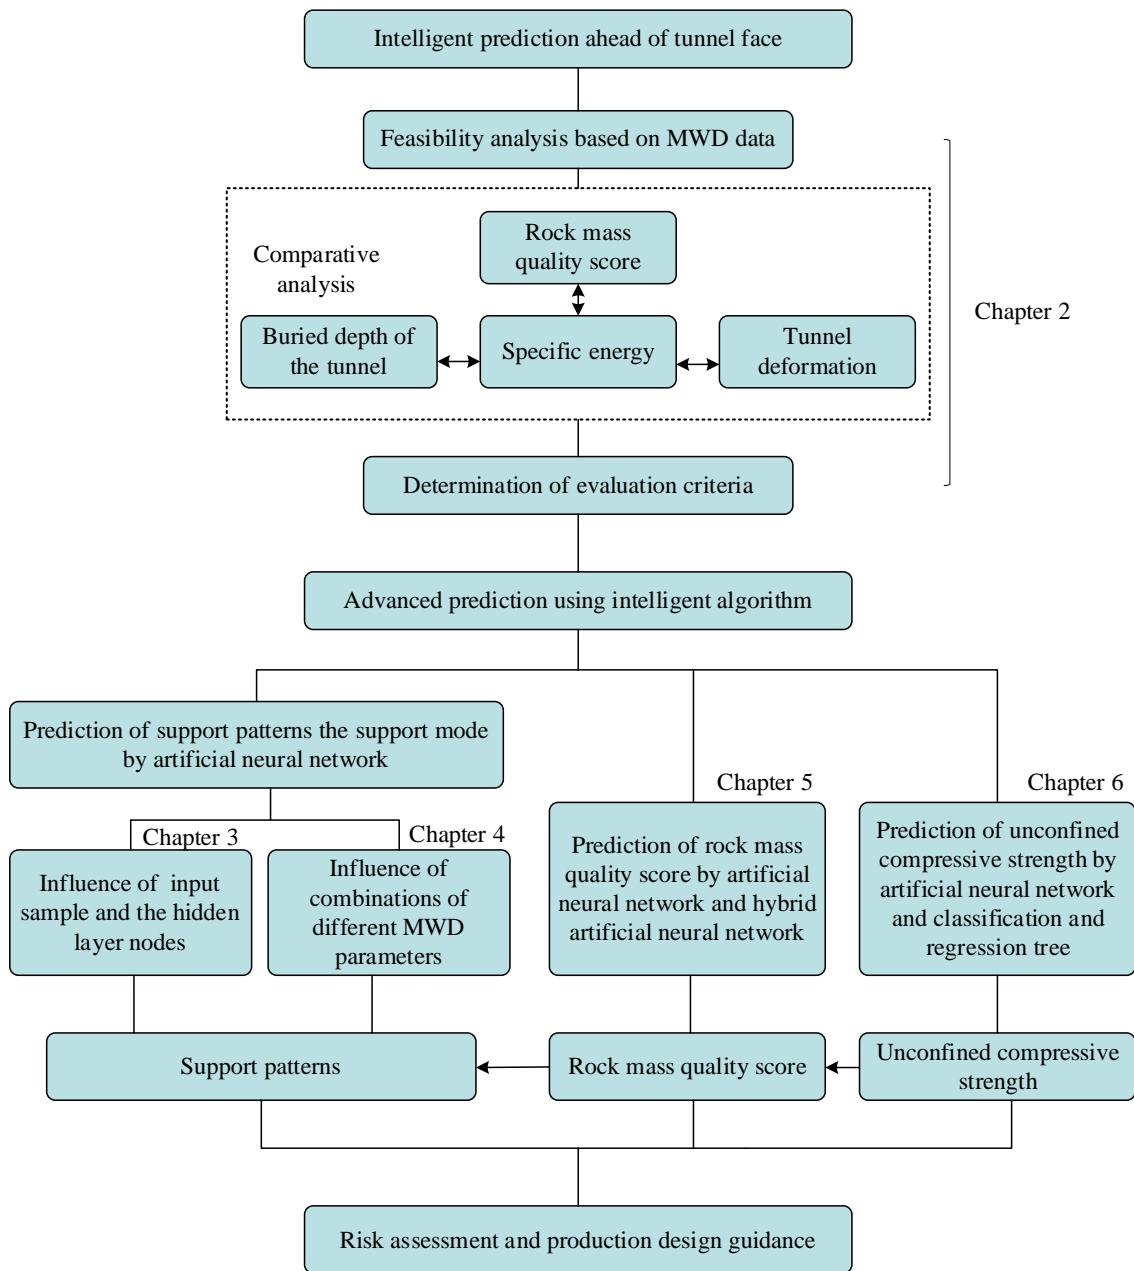 Intelligent prediction ahead of tunnel face
Feasibility analysis based on MWD data
Comparative
analysis
Rock mass
quality score
Buried depth of
the tunnel
Specific energy
Tunnel
deformation
Chapter 2
Determination of evaluation criteria
Advanced prediction using intelligent algorithm
Prediction of support patterns the support mode
by artificial neural network
Chapter 3
Influence of input
sample and the hidden
layer nodes
Chapter 4
Influence of
combinations of
different MWD
parameters
Chapter 5
Prediction of rock mass
quality score by artificial
neural network and hybrid
artificial neural network
Chapter 6
Prediction of unconfined
compressive strength by
artificial neural network
and classification and
regression tree
Support patterns
Rock mass quality score
Unconfined compressive
strength
Risk assessment and production design guidance